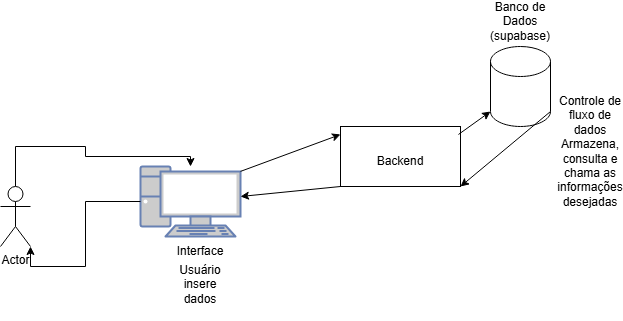 Banco de
Dados
(supabase)
Controle de
fluxo de
dados
Armazena,
consulta e
chama as
informações
desejadas
Backend
Actor
Interface
Usuário
insere
dados